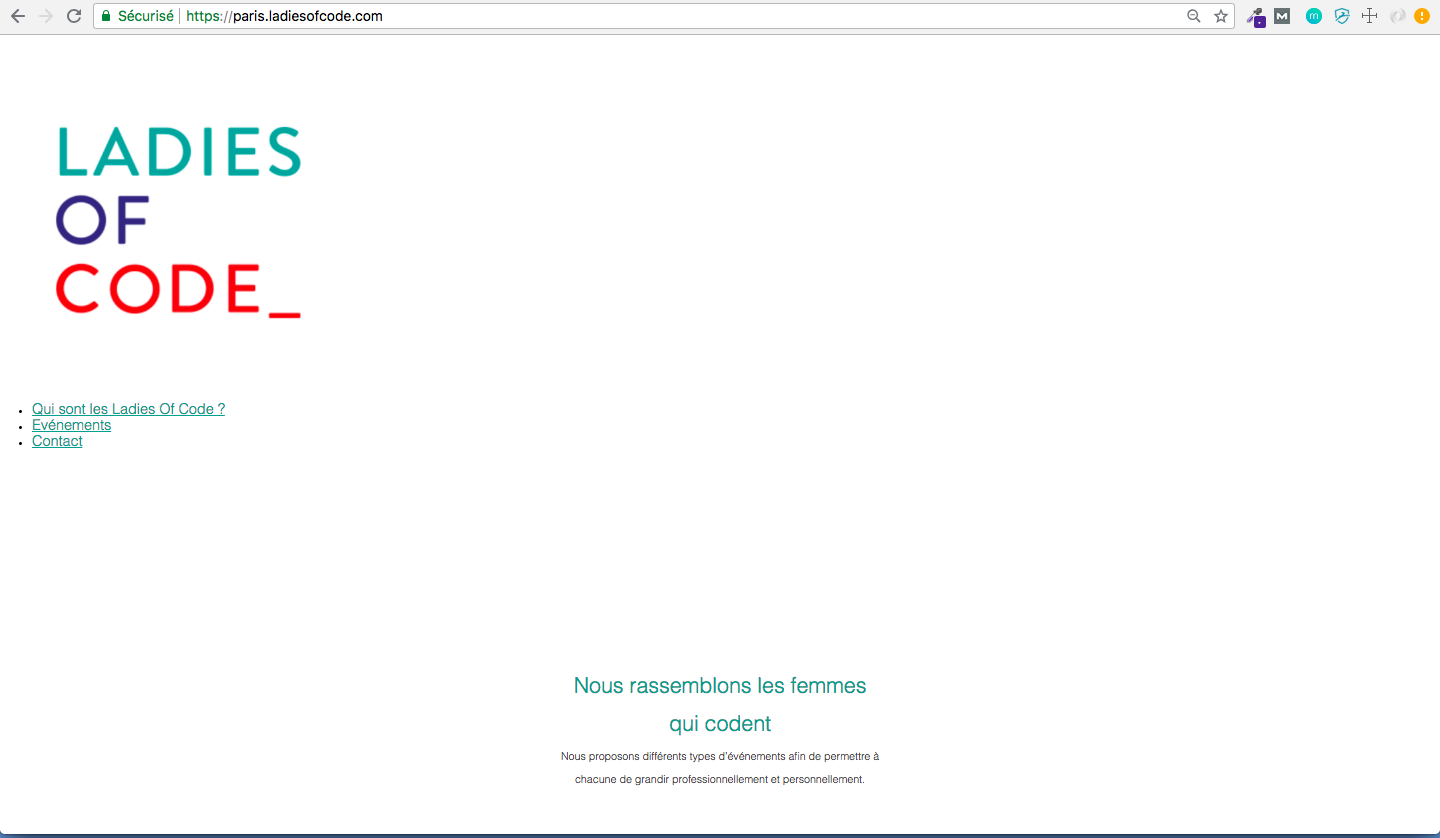 Sécurisé https://paris.ladiesofcode.com
LADIES
OF
CODE_
Qui sont les Ladies Of Code ?
Evénements
Contact
Nous rassemblons les femmes
qui codent
Nous proposons différents types d'événements afin de permettre à
chacune de grandir professionnellement et personnellement.